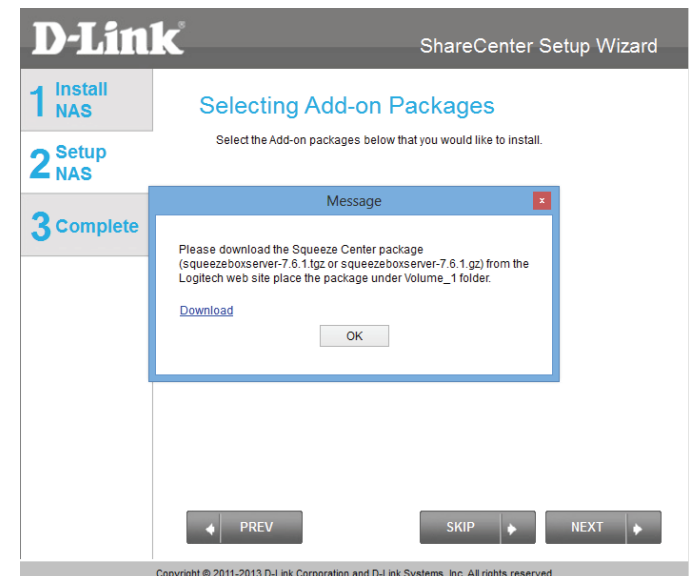 D-Link
ShareCenter Setup Wizard
1 Install
NAS
2 Setup
NAS
3 Complete
Selecting Add-on Packages
Select the Add-on packages below that you would like to install.
Message
x
Please download the Squeeze Center package
(squeezeboxserver-7.6.1.tgz or squeezeboxserver-7.6.1.gz) from the
Logitech web site place the package under Volume_1 folder.
Download
OK
PREV
SKIP
NEXT
Copyright © 2011-2013 D-Link Corporation and D-Link Systems, Inc. All rights reserved.